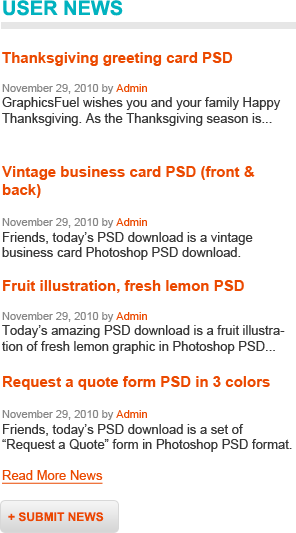 USER NEWS
Thanksgiving greeting card PSD
November 29, 2010 by Admin
GraphicsFuel wishes you and your family Happy
Thanksgiving. As the Thanksgiving season is...
Vintage business card PSD (front &
back)
November 29, 2010 by Admin
Friends, today’s PSD download is a vintage
business card Photoshop PSD download.
Fruit illustration, fresh lemon PSD
November 29, 2010 by Admin
Today’s amazing PSD download is a fruit illustra-
tion of fresh lemon graphic in Photoshop PSD...
Request a quote form PSD in 3 colors
November 29, 2010 by Admin
Friends, today’s PSD download is a set of
“Request a Quote” form in Photoshop PSD format.
Read More News
+ SUBMIT NEWS